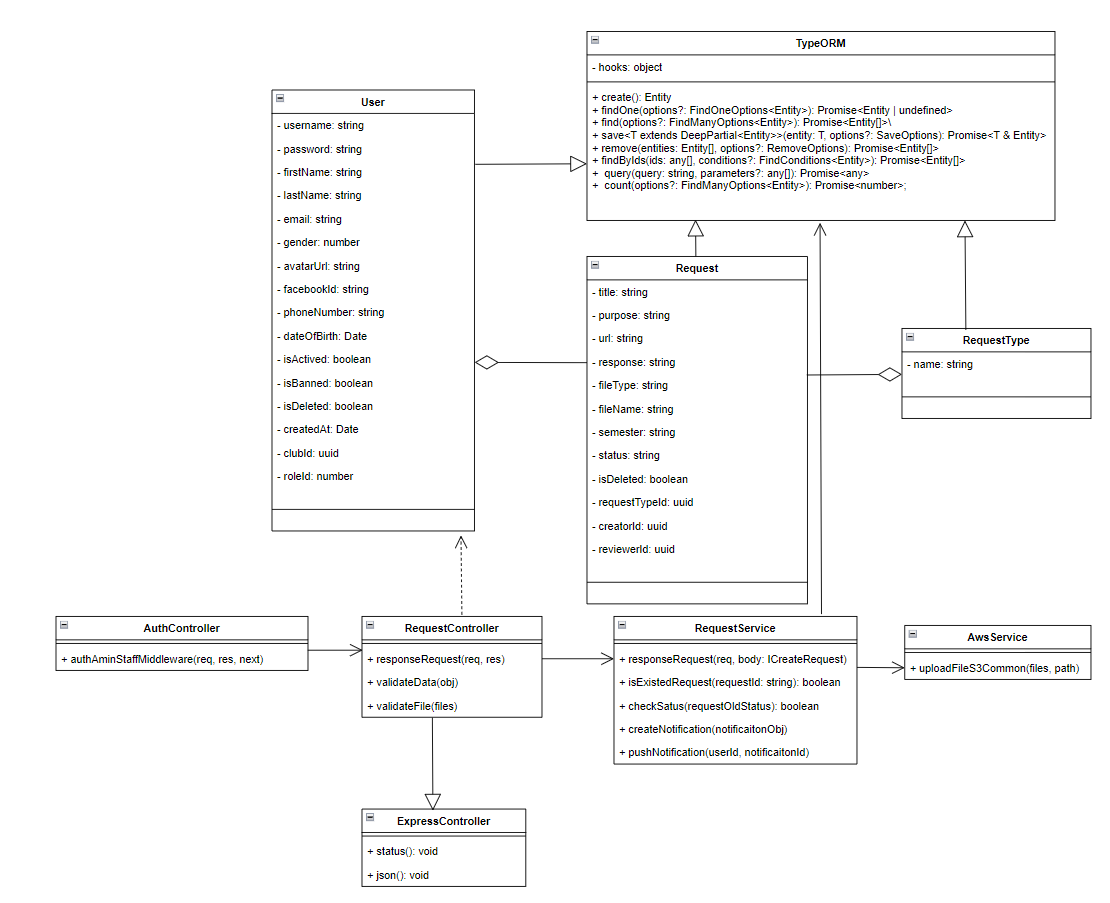 TypeORM
- hooks: object
+ create(): Entity
+ findOne(options?: FindOneOptions<Entity>): Promise<Entity | undefined>
+ find(options?: FindManyOptions<Entity>): Promise<Entity[]>\
+ save<T extends DeepPartial<Entity>>(entity: T, options?: SaveOptions): Promise<T & Entity>
+ remove(entities: Entity[], options?: RemoveOptions): Promise<Entity[]>
+ findByIds(ids: any[], conditions?: FindConditions<Entity>): Promise<Entity[]>
+ query(query: string, parameters?: any[]): Promise<any>
+ count(options?: FindManyOptions<Entity>): Promise<number>;
User
- username: string
- password: string
- firstName: string
- lastName: string
- email: string
- gender: number
- avatarUrl: string
- facebookId: string
- phoneNumber: string
- dateOfBirth: Date
- isActived: boolean
- isBanned: boolean
- isDeleted: boolean
- createdAt: Date
- clubId: uuid
- roleId: number
Request
- title: string
- purpose: string
- url: string
- response: string
- fileType: string
- fileName: string
- semester: string
- status: string
- isDeleted: boolean
- requestTypeId: uuid
- creatorId: uuid
- reviewerId: uuid
RequestType
- name: string
AuthController
+ authAminStaffMiddleware(req, res, next)
RequestController
+ responseRequest(req, res)
+ validateData(obj)
+ validateFile(files)
RequestService
+ responseRequest(req, body: ICreateRequest)
+ isExistedRequest(requestId: string): boolean
+ checkSatus(requestOldStatus): boolean
+ createNotification(notificaitonObj)
+ pushNotification(userId, notificaitonId)
AwsService
+ uploadFileS3Common(files, path)
ExpressController
+ status(): void
+ json(): void